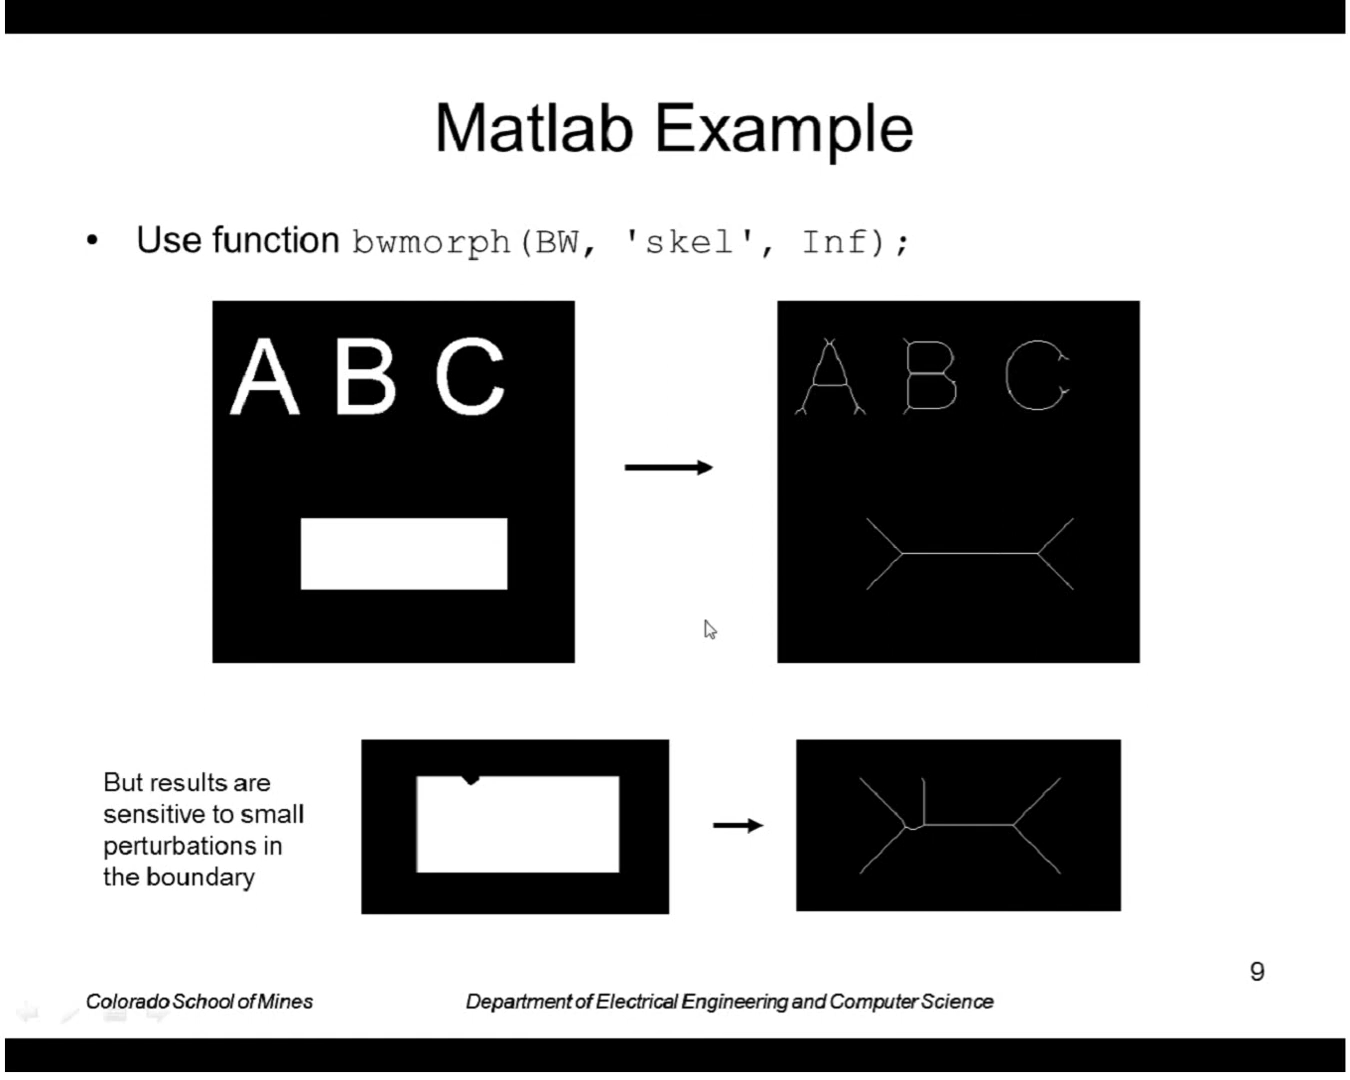 Matlab Example
• Use function bwmorph(BW, 'skel', Inf);
A B C
A B C
But results are
sensitive to small
perturbations in
the boundary
9
Colorado School of Mines
Department of Electrical Engineering and Computer Science